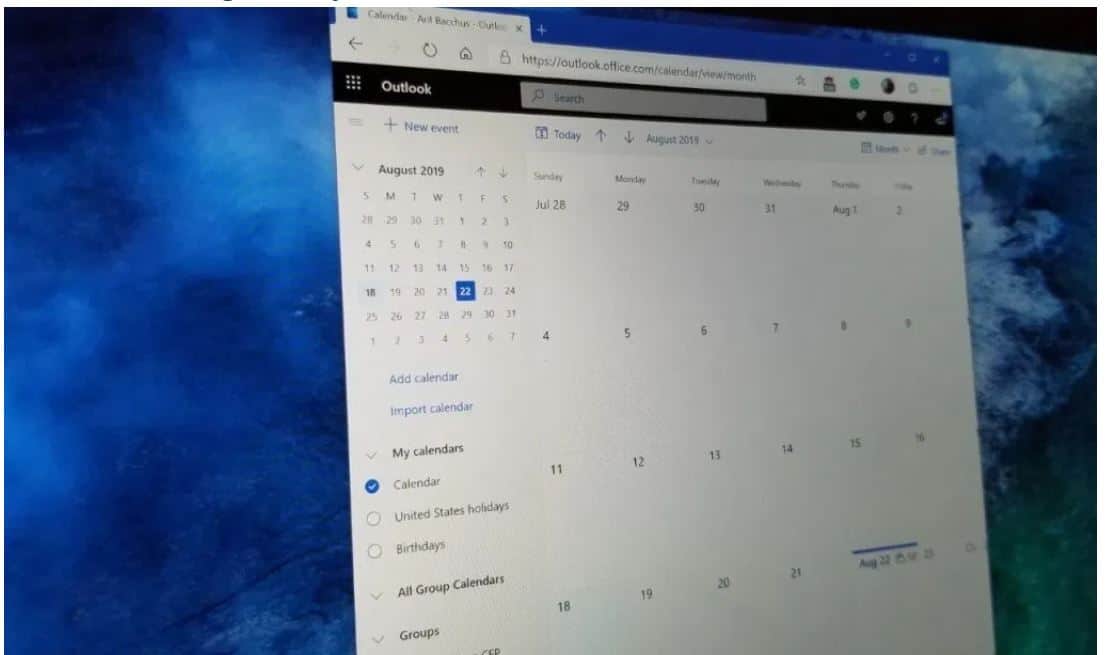 Calendar - Arif Bacchus - Outloo
https://outlook.office.com/calendar/view/month
Outlook
Search
New event
Today
August 2019
Month
Share
August 2019
S M T W T F S
28 29 30 31 1 2 3
4 5 6 7 8 9 10
11 12 13 14 15 16 17
18 19 20 21 22 23 24
25 26 27 28 29 30 31
1 2 3 4 5 6 7
Add calendar
Import calendar
My calendars
Calendar
United States holidays
Birthdays
All Group Calendars
Groups
Sunday Monday Tuesday Wednesday Thursday Friday
Jul 28 29 30 31 Aug 1 2
4 5 6 7 8 9
11 12 13 14 15 16
18 19 20 21 Aug 22